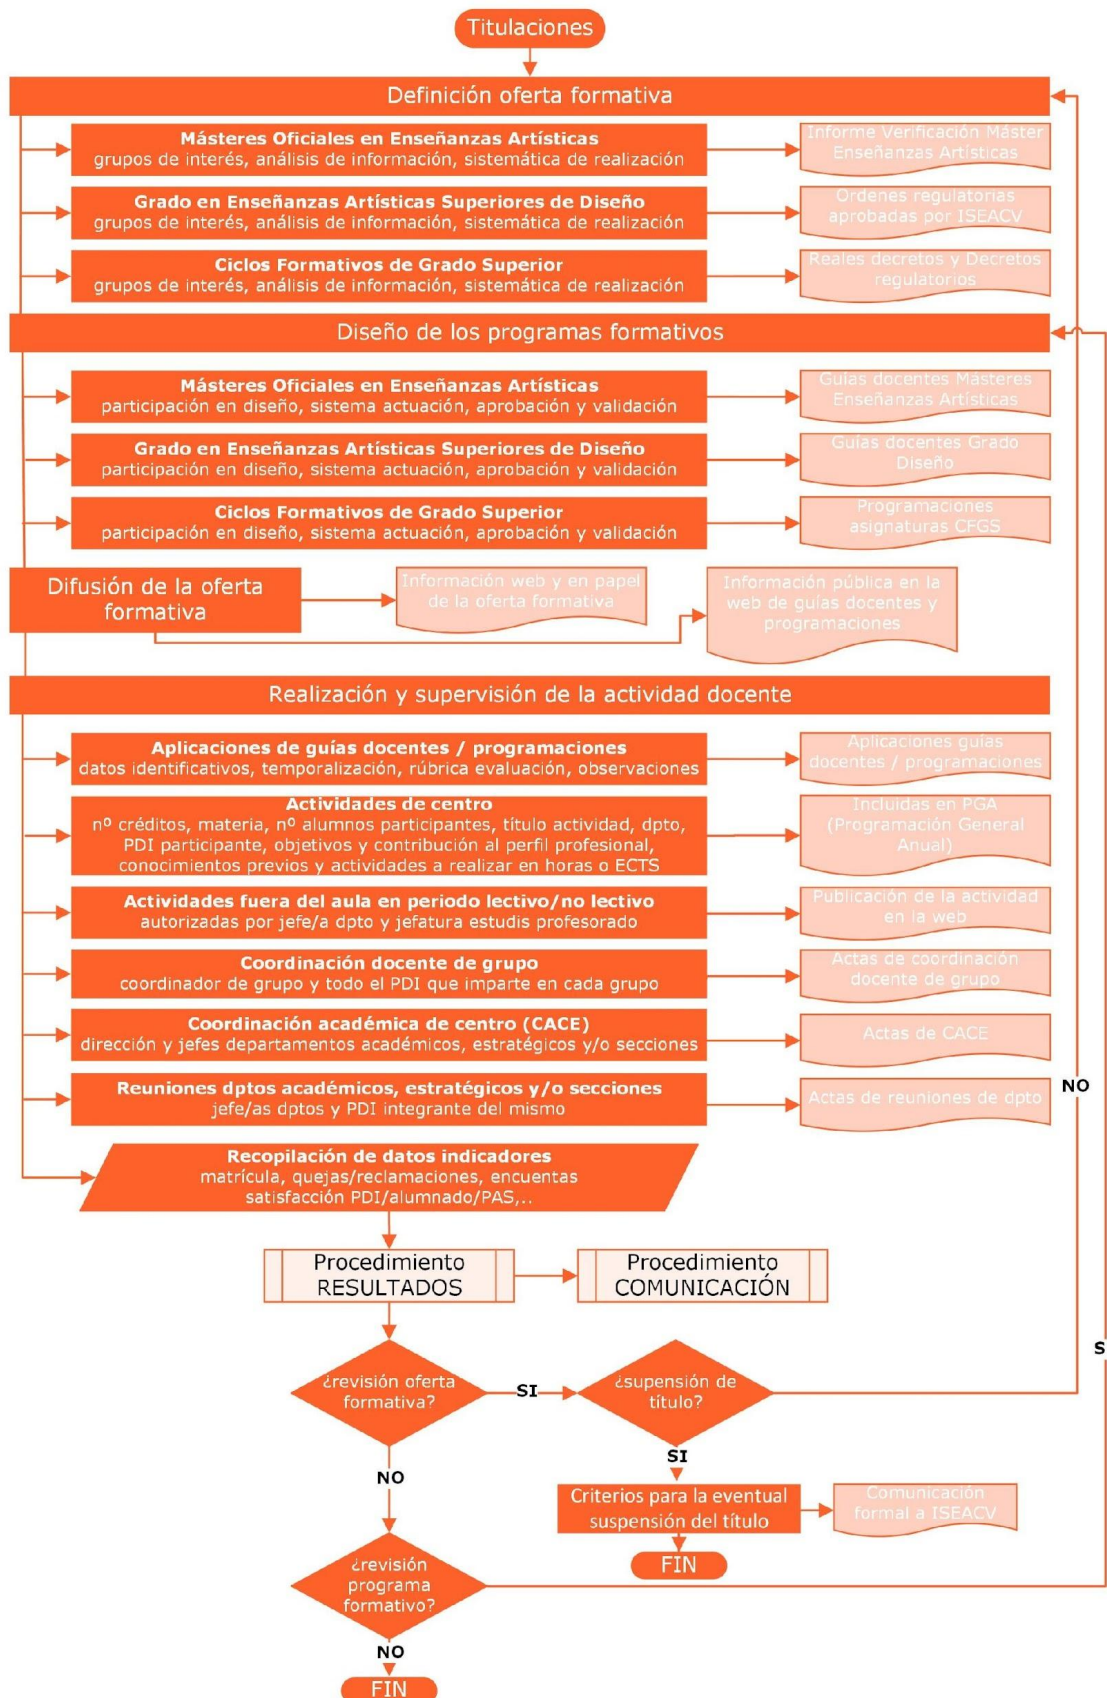 Titulaciones
Definición oferta formativa
Másteres Oficiales en Enseñanzas Artísticas
grupos de interés, análisis de información, sistemática de realización
Informe Verificación Máster
Enseñanzas Artísticas
Grado en Enseñanzas Artísticas Superiores de Diseño
grupos de interés, análisis de información, sistemática de realización
Ordenes regulatorias
aprobadas por ISEACV
Ciclos Formativos de Grado Superior
grupos de interés, análisis de información, sistemática de realización
Reales decretos y Decretos
regulatorios
Diseño de los programas formativos
Másteres Oficiales en Enseñanzas Artísticas
participación en diseño, sistema actuación, aprobación y validación
Guías docentes Másteres
Enseñanzas Artísticas
Grado en Enseñanzas Artísticas Superiores de Diseño
participación en diseño, sistema actuación, aprobación y validación
Guías docentes Grado
Diseño
Ciclos Formativos de Grado Superior
participación en diseño, sistema actuación, aprobación y validación
Programaciones
asignaturas CFGS
Difusión de la oferta
formativa
Información web y en papel
de la oferta formativa
Información pública en la
web de guías docentes y
programaciones
Realización y supervisión de la actividad docente
Aplicaciones de guías docentes / programaciones
datos identificativos, temporalización, rúbrica evaluación, observaciones
Aplicaciones guías
docentes / programaciones
Actividades de centro
nº créditos, materia, nº alumnos participantes, título actividad, dpto,
PDI participante, objetivos y contribución al perfil profesional,
conocimientos previos y actividades a realizar en horas o ECTS
Incluidas en PGA
(Programación General
Anual)
Actividades fuera del aula en periodo lectivo/no lectivo
autorizadas por jefe/a dpto y jefatura estudis profesorado
Publicación de la actividad
en la web
Coordinación docente de grupo
coordinador de grupo y todo el PDI que imparte en cada grupo
Actas de coordinación
docente de grupo
Coordinación académica de centro (CACE)
dirección y jefes departamentos académicos, estratégicos y/o secciones
Actas de CACE
Reuniones dptos académicos, estratégicos y/o secciones
jefe/as dptos y PDI integrante del mismo
Actas de reuniones de dpto
NO
Recopilación de datos indicadores
matrícula, quejas/reclamaciones, encuentas
satisfacción PDI/alumnado/PAS,..
Procedimiento
RESULTADOS
Procedimiento
COMUNICACIÓN
S
¿revisión oferta
formativa?
SI
¿supensión de
título?
SI
NO
Criterios para la eventual
suspensión del título
Comunicación
formal a ISEACV
FIN
¿revisión
programa
formativo?
NO
FIN